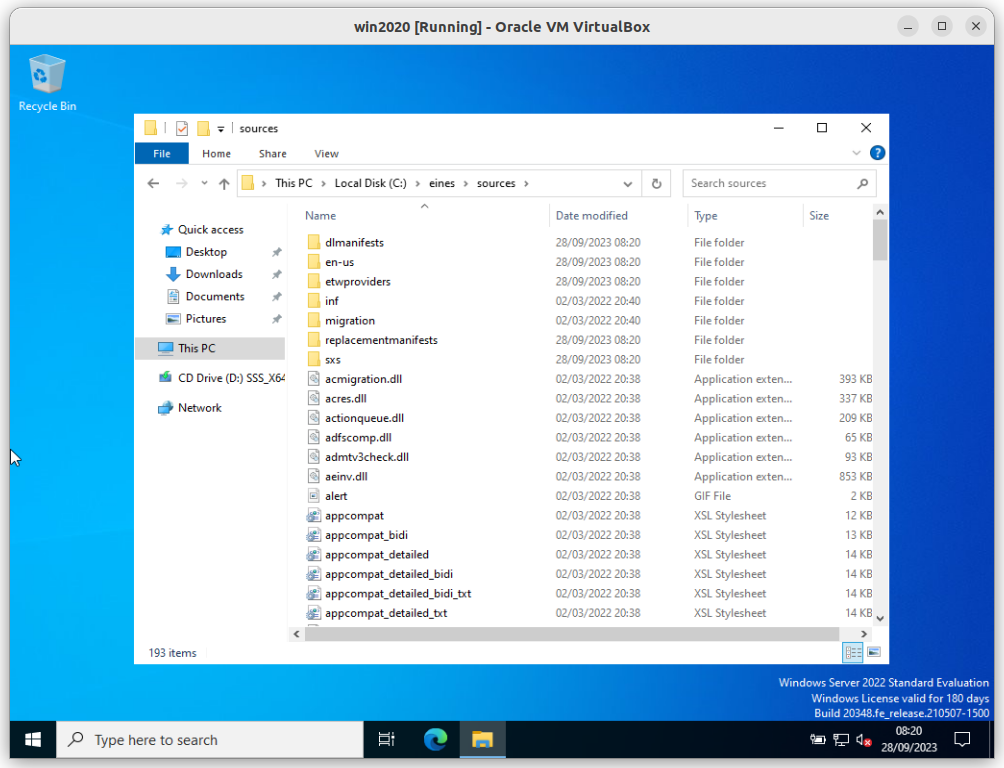 win2020 [Running] - Oracle VM VirtualBox
Recycle Bin
sources
File Home Share View
This PC Local Disk (C:) eines sources
Search sources
Name Date modified Type Size
Quick access
Desktop
Downloads
Documents
Pictures
This PC
CD Drive (D:) SSS_X64
Network
dlmanifests 28/09/2023 08:20 File folder
en-us 28/09/2023 08:20 File folder
etwproviders 28/09/2023 08:20 File folder
inf 02/03/2022 20:40 File folder
migration 02/03/2022 20:40 File folder
replacementmanifests 28/09/2023 08:20 File folder
sxs 28/09/2023 08:20 File folder
acmigration.dll 02/03/2022 20:38 Application exten... 393 KB
acres.dll 02/03/2022 20:38 Application exten... 337 KB
actionqueue.dll 02/03/2022 20:38 Application exten... 209 KB
adfscomp.dll 02/03/2022 20:38 Application exten... 65 KB
admtv3check.dll 02/03/2022 20:38 Application exten... 93 KB
aeinv.dll 02/03/2022 20:38 Application exten... 853 KB
alert 02/03/2022 20:38 GIF File 2 KB
appcompat 02/03/2022 20:38 XSL Stylesheet 12 KB
appcompat_bidi 02/03/2022 20:38 XSL Stylesheet 13 KB
appcompat_detailed 02/03/2022 20:38 XSL Stylesheet 14 KB
appcompat_detailed_bidi 02/03/2022 20:38 XSL Stylesheet 14 KB
appcompat_detailed_bidi_txt 02/03/2022 20:38 XSL Stylesheet 14 KB
appcompat_detailed_txt 02/03/2022 20:38 XSL Stylesheet 14 KB
193 items
Windows Server 2022 Standard Evaluation
Windows License valid for 180 days
Build 20348.fe_release.210507-1500
Type here to search
08:20
28/09/2023